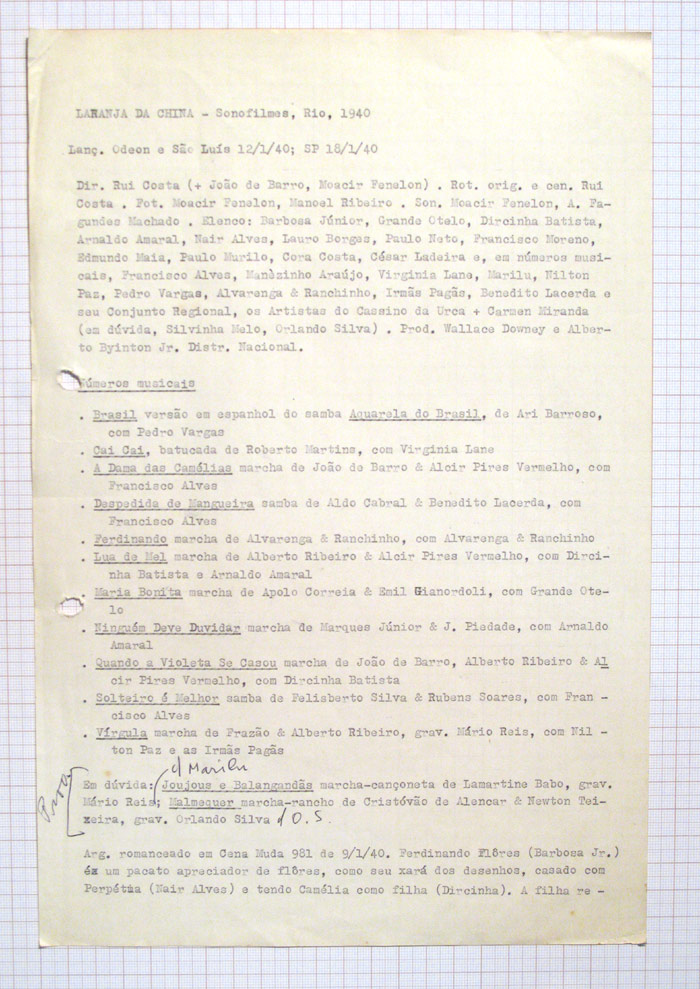 LARANJA DA CHINA - Sonofilmes, Rio, 1940
Lanç. Odeon e São Luís 12/1/40; SP 18/1/40
Dir. Rui Costa (+ João de Barro, Moacir Fenelon) . Rot. orig. e cen. Rui
Costa . Fot. Moacir Fenelon, Manoel Ribeiro . Son. Moacir Fenelon, A. Fa-
gundes Machado . Elenco: Barbosa Júnior, Grande Otelo, Dircinha Batista,
Arnaldo Amaral, Nair Alves, Lauro Borges, Paulo Neto, Francisco Moreno,
Edmundo Maia, Paulo Murilo, Cora Costa, César Ladeira e, em números musi-
cais, Francisco Alves, Manèzinho Araújo, Virginia Lane, Marilu, Nilton
Paz, Pedro Vargas, Alvarenga & Ranchinho, Irmãs Pagãs, Benedito Lacerda e
seu Conjunto Regional, os Artistas do Cassino da Urca + Carmen Miranda
(em dúvida, Silvinha Melo, Orlando Silva) . Prod. Wallace Downey e Alber-
to Byinton Jr. Distr. Nacional.
Números musicais
. Brasil versão em espanhol do samba Aquarela do Brasil, de Ari Barroso,
com Pedro Vargas
. Cai Cai, batucada de Roberto Martins, com Virginia Lane
. A Dama das Camélias marcha de João de Barro & Alcir Pires Vermelho, com
Francisco Alves
. Despedida de Mangueira samba de Aldo Cabral & Benedito Lacerda, com
Francisco Alves
. Ferdinando marcha de Alvarenga & Ranchinho, com Alvarenga & Ranchinho
. Lua de Mel marcha de Alberto Ribeiro & Alcir Pires Vermelho, com Dirci-
nha Batista e Arnaldo Amaral
. Maria Bonita marcha de Apolo Correia & Emil Gianordoli, com Grande Ote-
lo
. Ninguém Deve Duvidar marcha de Marques Júnior & J. Piedade, com Arnaldo
Amaral
. Quando a Violeta Se Casou marcha de João de Barro, Alberto Ribeiro & Al
cir Pires Vermelho, com Dircinha Batista
. Solteiro é Melhor samba de Felisberto Silva & Rubens Soares, com Fran -
cisco Alves
. Vírgula marcha de Frazão & Alberto Ribeiro, grav. Mário Reis, com Nil -
ton Paz e as Irmãs Pagãs
d Marilu
Em dúvida: Joujous e Balangandãs marcha-cançoneta de Lamartine Babo, grav.
Mário Reis; Malmequer marcha-rancho de Cristóvão de Alencar & Newton Tei-
xeira, grav. Orlando Silva d O.S.
Arg. romanceado em Cena Muda 981 de 9/1/40. Ferdinando Flôres (Barbosa Jr.)
é um pacato apreciador de flôres, como seu xará dos desenhos, casado com
Perpétua (Nair Alves) e tendo Camélia como filha (Dircinha). A filha re -